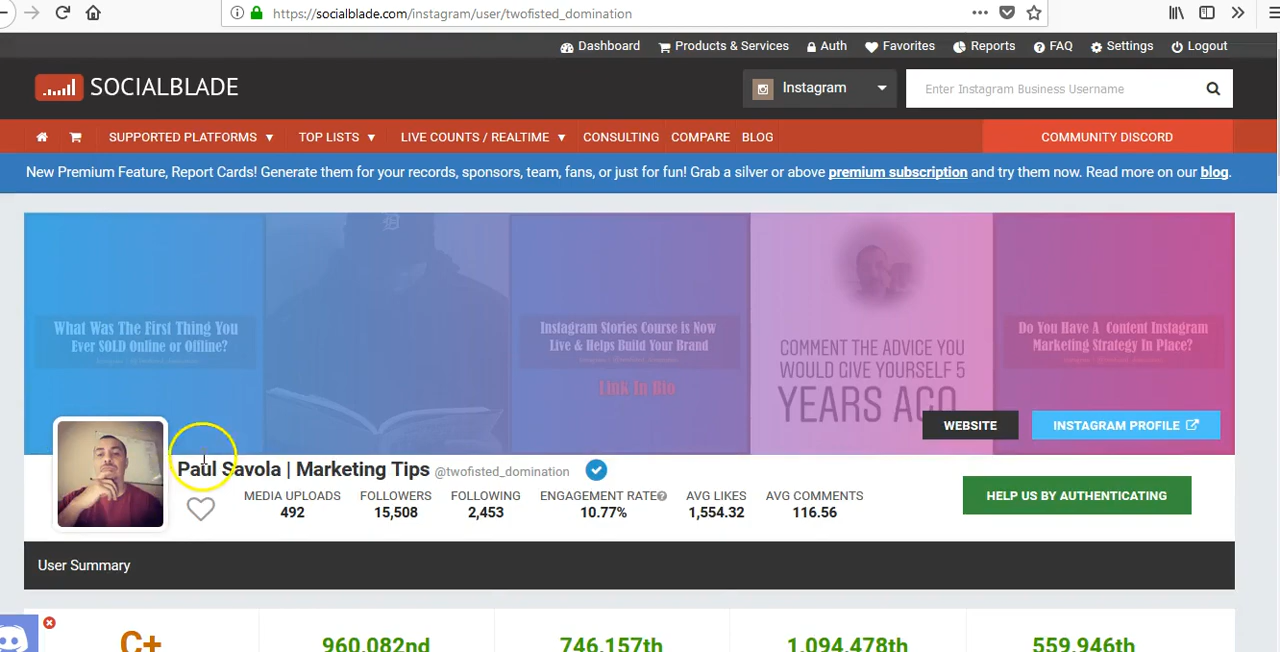 https://socialblade.com/instagram/user/twofisted_domination
Dashboard Products & Services Auth Favorites Reports FAQ Settings Logout
SOCIALBLADE Instagram Enter Instagram Business Username
SUPPORTED PLATFORMS TOP LISTS LIVE COUNTS / REALTIME CONSULTING COMPARE BLOG COMMUNITY DISCORD
New Premium Feature, Report Cards! Generate them for your records, sponsors, team, fans, or just for fun! Grab a silver or above premium subscription and try them now. Read more on our blog.
What Was The First Thing You
Ever SOLD Online or Offline?
Instagram Stories Course is Now
Live & Helps Build Your Brand
Link In Bio
COMMENT THE ADVICE YOU
WOULD GIVE YOURSELF 5
YEARS AGO
Do You Have A Content Instagram
Marketing Strategy In Place?
WEBSITE INSTAGRAM PROFILE
Paul Savola | Marketing Tips @twofisted_domination
MEDIA UPLOADS FOLLOWERS FOLLOWING ENGAGEMENT RATE AVG LIKES AVG COMMENTS
492 15,508 2,453 10.77% 1,554.32 116.56
HELP US BY AUTHENTICATING
User Summary
C+ 960,082nd 746,157th 1,094,478th 559,946th